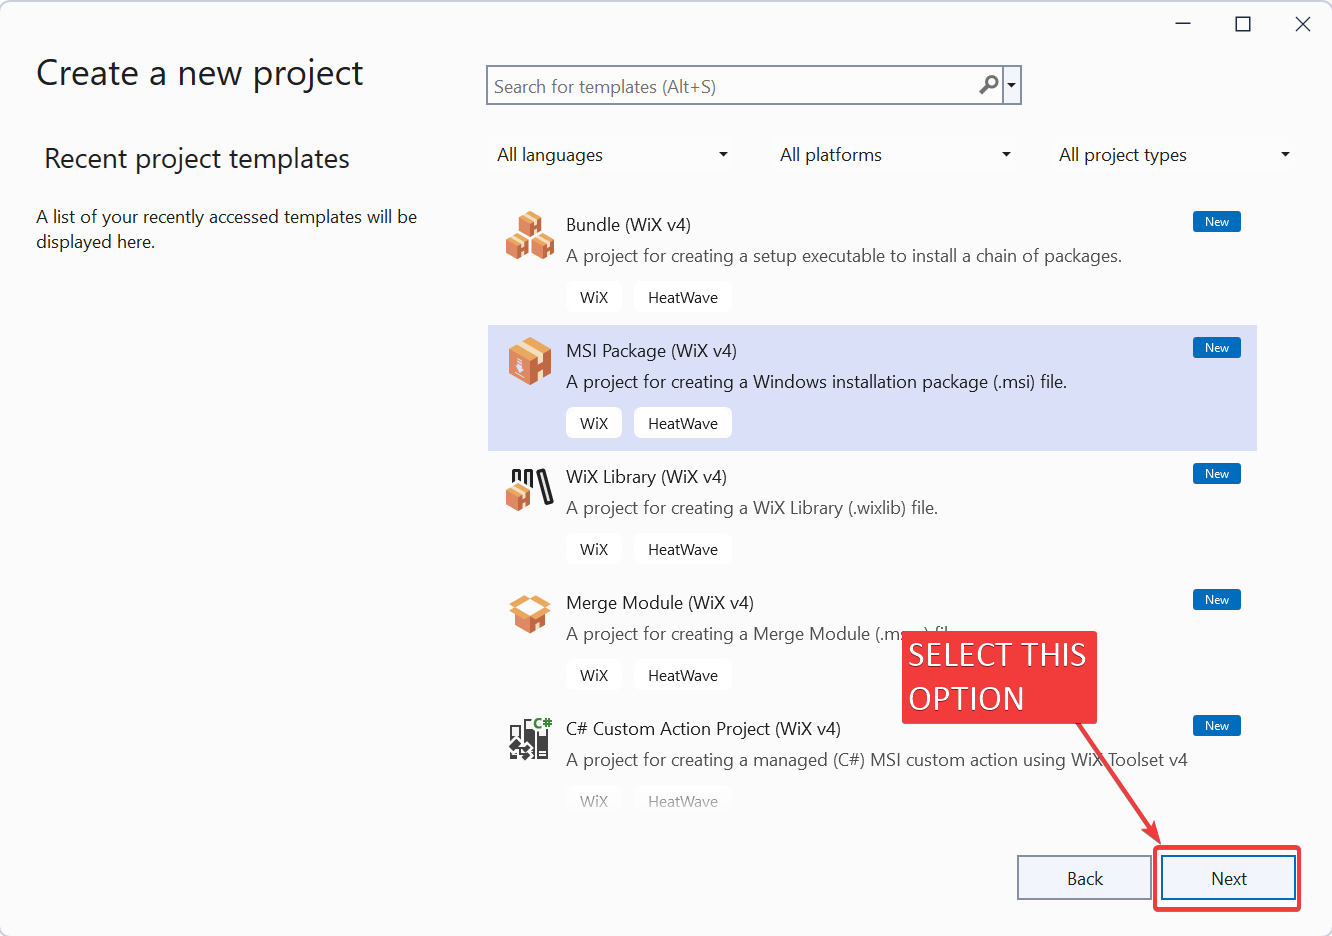 Create a new project
Search for templates (Alt+S)
Recent project templates
All languages
All platforms
All project types
A list of your recently accessed templates will be
displayed here.
Bundle (WiX v4)
New
A project for creating a setup executable to install a chain of packages.
WiX
HeatWave
MSI Package (WiX v4)
New
A project for creating a Windows installation package (.msi) file.
WiX
HeatWave
WiX Library (WiX v4)
New
A project for creating a WiX Library (.wixlib) file.
WiX
HeatWave
Merge Module (WiX v4)
New
A project for creating a Merge Module
WiX
HeatWave
SELECT THIS
OPTION
C#
C# Custom Action Project (WiX v4)
New
A project for creating a managed (C#) MSI custom action using WiX Toolset v4
WiX
HeatWave
Back
Next